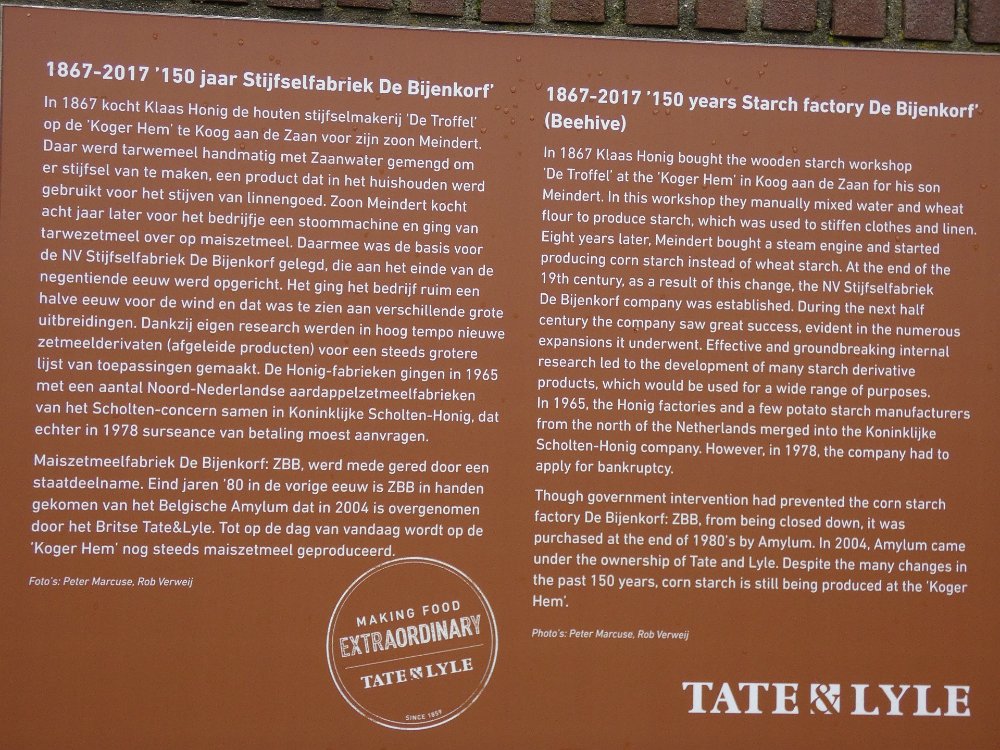 1867-2017 '150 jaar Stijfselfabriek De Bijenkorf'
In 1867 kocht Klaas Honig de houten stijfselmakerij 'De Troffel'
op de 'Koger Hem' te Koog aan de Zaan voor zijn zoon Meindert.
Daar werd tarwemeel handmatig met Zaanwater gemengd om
er stijfsel van te maken, een product dat in het huishouden werd
gebruikt voor het stijven van linnengoed. Zoon Meindert kocht
acht jaar later voor het bedrijfje een stoommachine en ging van
tarwezetmeel over op maiszetmeel. Daarmee was de basis voor
de NV Stijfselfabriek De Bijenkorf gelegd, die aan het einde van de
negentiende eeuw werd opgericht. Het ging het bedrijf ruim een
halve eeuw voor de wind en dat was te zien aan verschillende grote
uitbreidingen. Dankzij eigen research werden in hoog tempo nieuwe
zetmeelderivaten (afgeleide producten) voor een steeds grotere
lijst van toepassingen gemaakt. De Honig-fabrieken gingen in 1965
met een aantal Noord-Nederlandse aardappelzetmeelfabrieken
van het Scholten-concern samen in Koninklijke Scholten-Honig, dat
echter in 1978 surseance van betaling moest aanvragen.
Maiszetmeelfabriek De Bijenkorf: ZBB, werd mede gered door een
staatdeelname. Eind jaren '80 in de vorige eeuw is ZBB in handen
gekomen van het Belgische Amylum dat in 2004 is overgenomen
door het Britse Tate&Lyle. Tot op de dag van vandaag wordt op de
'Koger Hem' nog steeds maiszetmeel geproduceerd.
Foto's: Peter Marcuse, Rob Verweij
MAKING FOOD
EXTRAORDINARY
TATE & LYLE
SINCE 1859
1867-2017 '150 years Starch factory De Bijenkorf'
(Beehive)
In 1867 Klaas Honig bought the wooden starch workshop
'De Troffel' at the 'Koger Hem' in Koog aan de Zaan for his son
Meindert. In this workshop they manually mixed water and wheat
flour to produce starch, which was used to stiffen clothes and linen.
Eight years later, Meindert bought a steam engine and started
producing corn starch instead of wheat starch. At the end of the
19th century, as a result of this change, the NV Stijfselfabriek
De Bijenkorf company was established. During the next half
century the company saw great success, evident in the numerous
expansions it underwent. Effective and groundbreaking internal
research led to the development of many starch derivative
products, which would be used for a wide range of purposes.
In 1965, the Honig factories and a few potato starch manufacturers
from the north of the Netherlands merged into the Koninklijke
Scholten-Honig company. However, in 1978, the company had to
apply for bankruptcy.
Though government intervention had prevented the corn starch
factory De Bijenkorf: ZBB, from being closed down, it was
purchased at the end of 1980's by Amylum. In 2004, Amylum came
under the ownership of Tate and Lyle. Despite the many changes in
the past 150 years, corn starch is still being produced at the 'Koger
Hem'.
Photo's: Peter Marcuse, Rob Verweij
TATE & LYLE